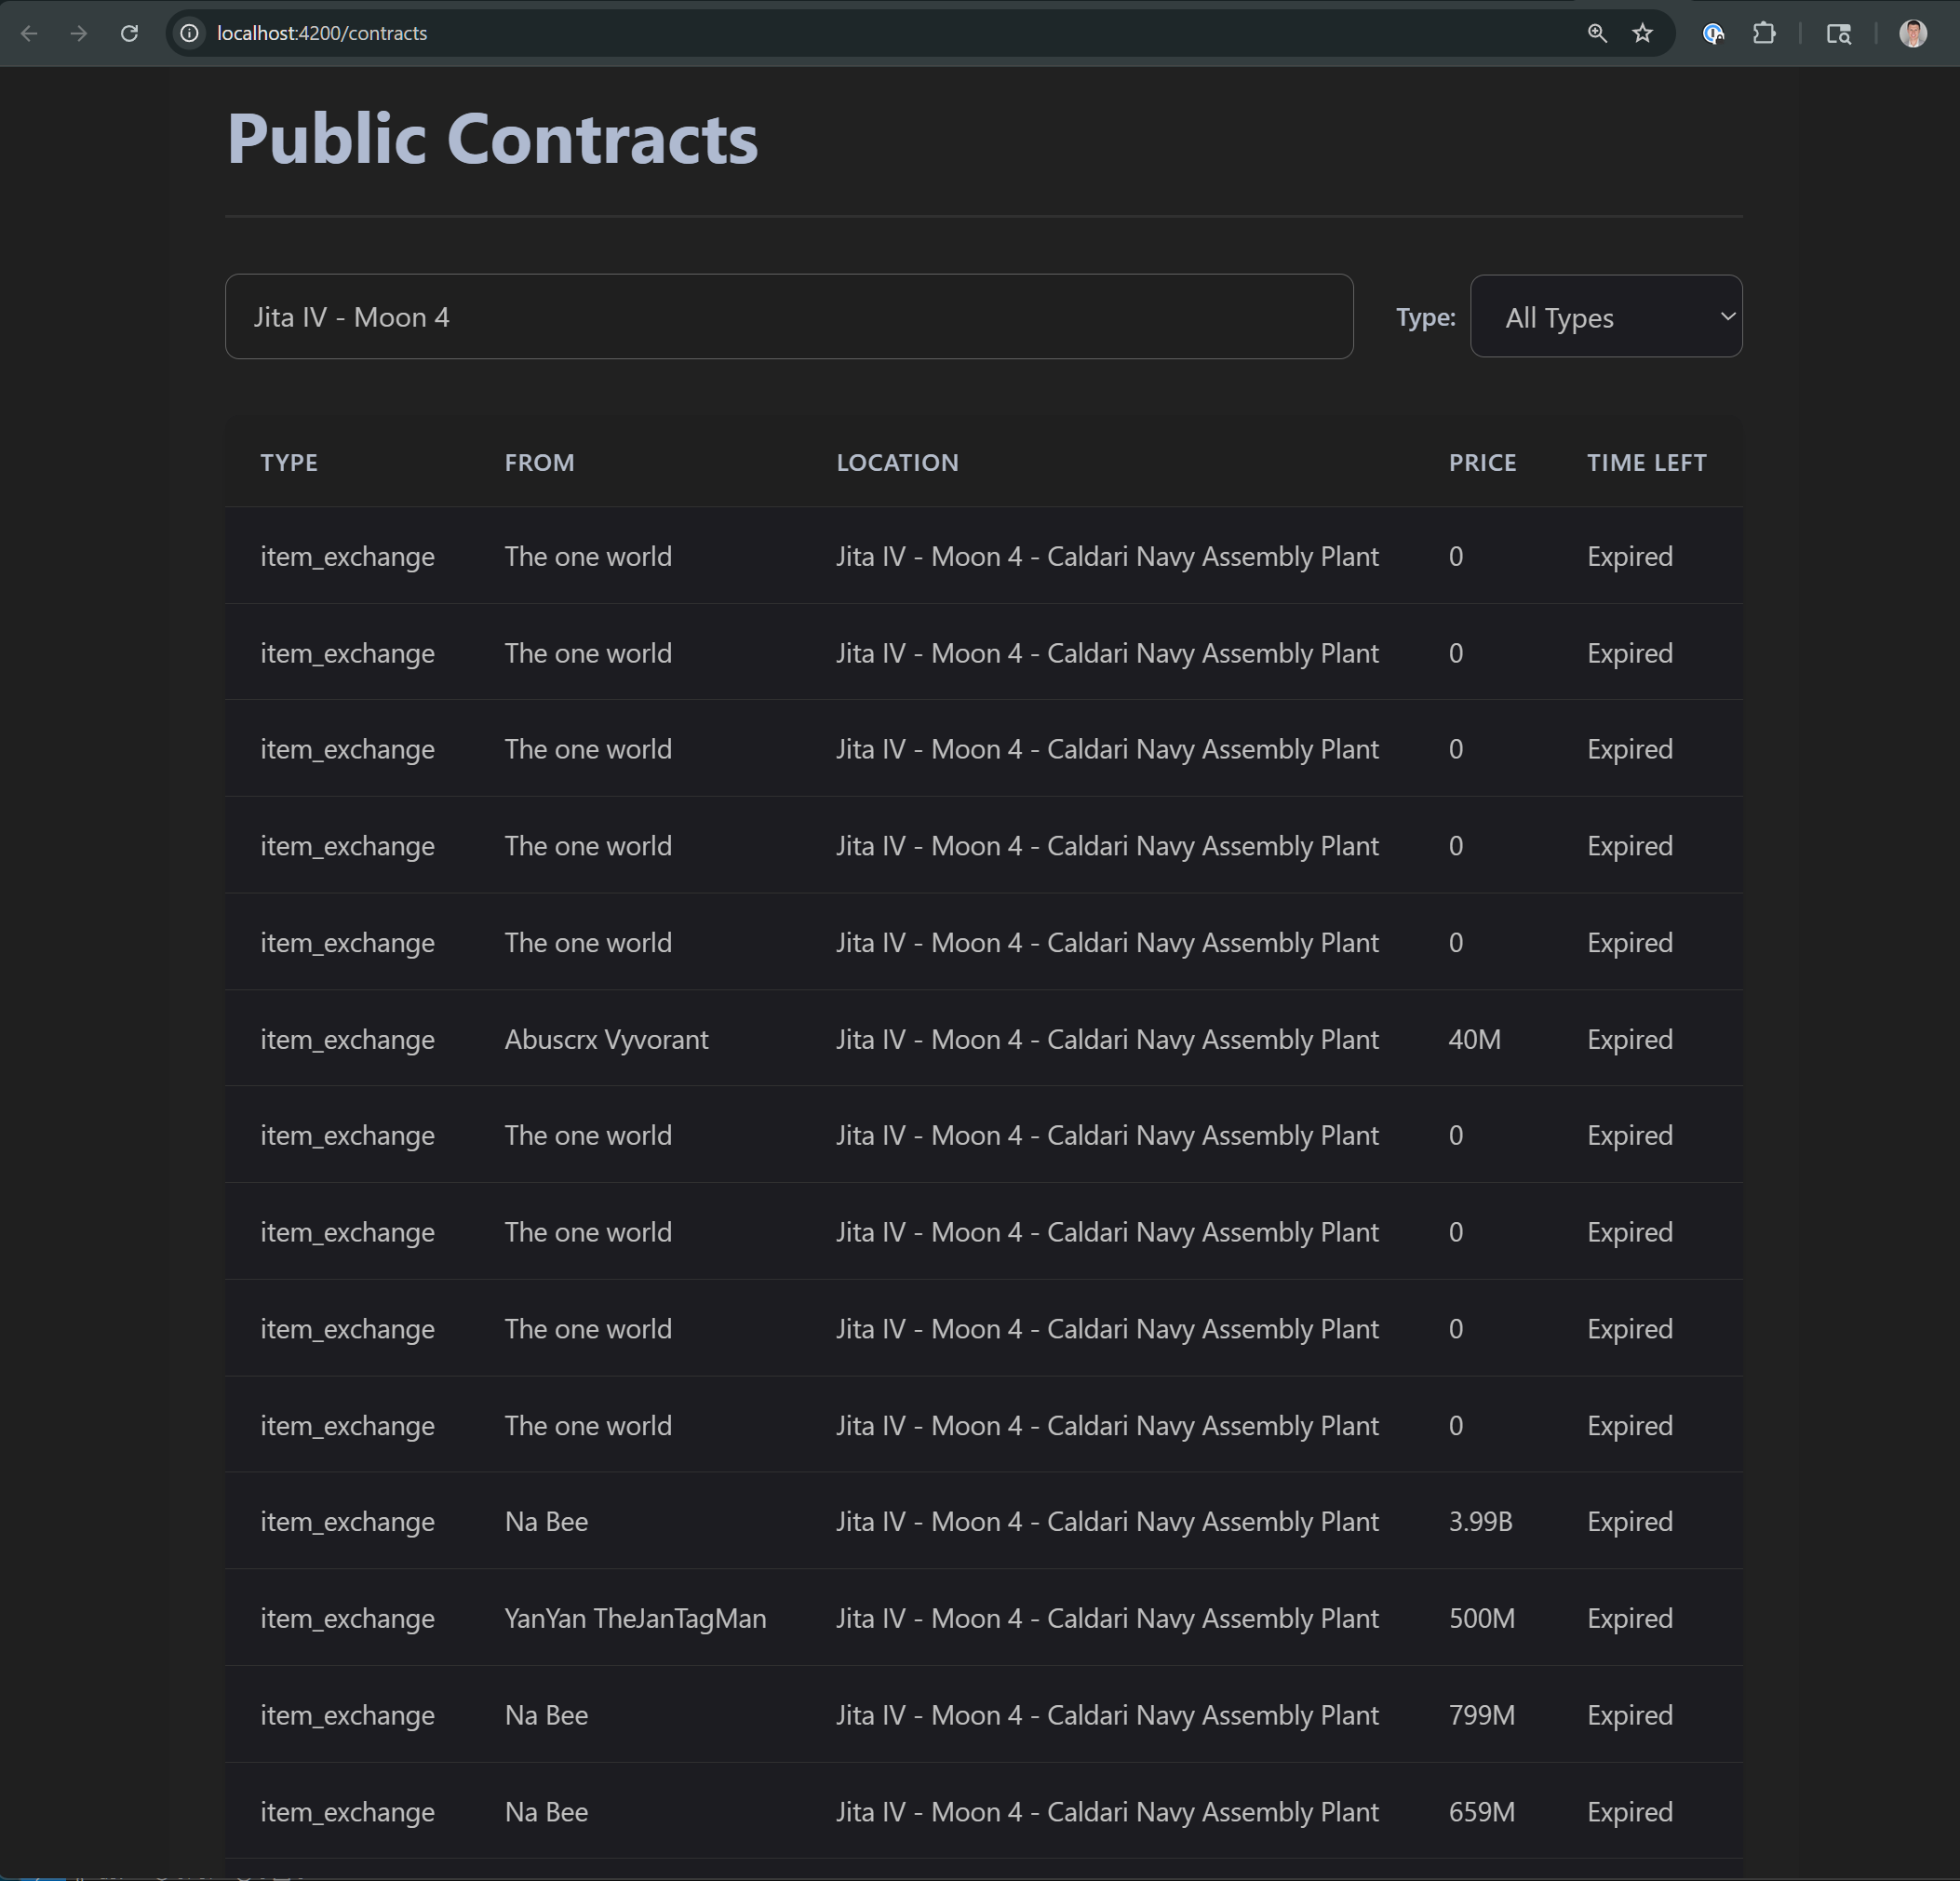 localhost:4200/contracts
Public Contracts
Jita IV - Moon 4 Type: All Types
TYPE FROM LOCATION PRICE TIME LEFT
item_exchange The one world Jita IV - Moon 4 - Caldari Navy Assembly Plant 0 Expired
item_exchange The one world Jita IV - Moon 4 - Caldari Navy Assembly Plant 0 Expired
item_exchange The one world Jita IV - Moon 4 - Caldari Navy Assembly Plant 0 Expired
item_exchange The one world Jita IV - Moon 4 - Caldari Navy Assembly Plant 0 Expired
item_exchange The one world Jita IV - Moon 4 - Caldari Navy Assembly Plant 0 Expired
item_exchange Abuscrx Vyvorant Jita IV - Moon 4 - Caldari Navy Assembly Plant 40M Expired
item_exchange The one world Jita IV - Moon 4 - Caldari Navy Assembly Plant 0 Expired
item_exchange The one world Jita IV - Moon 4 - Caldari Navy Assembly Plant 0 Expired
item_exchange The one world Jita IV - Moon 4 - Caldari Navy Assembly Plant 0 Expired
item_exchange The one world Jita IV - Moon 4 - Caldari Navy Assembly Plant 0 Expired
item_exchange Na Bee Jita IV - Moon 4 - Caldari Navy Assembly Plant 3.99B Expired
item_exchange YanYan TheJanTagMan Jita IV - Moon 4 - Caldari Navy Assembly Plant 500M Expired
item_exchange Na Bee Jita IV - Moon 4 - Caldari Navy Assembly Plant 799M Expired
item_exchange Na Bee Jita IV - Moon 4 - Caldari Navy Assembly Plant 659M Expired